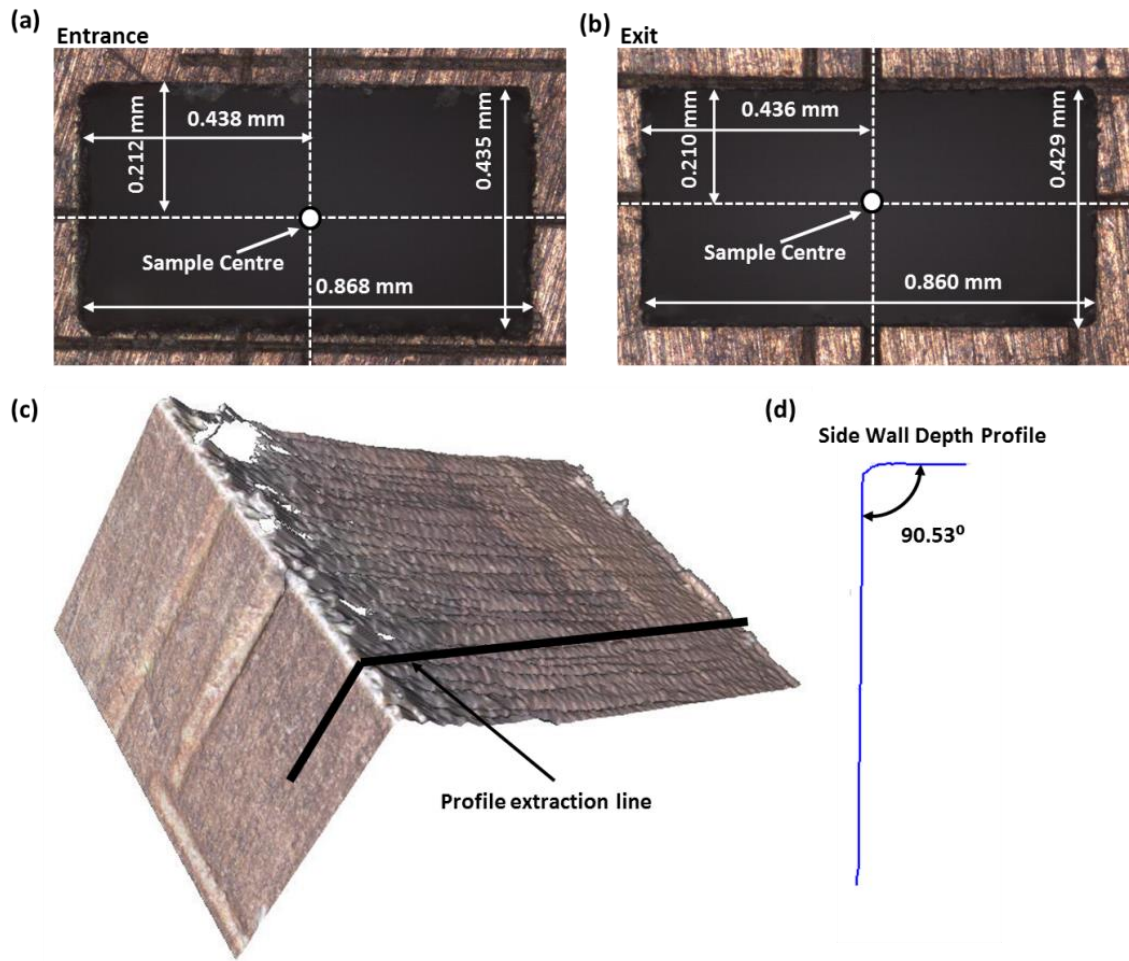 (a)
Entrance
0.438 mm
0.212 mm
0.435 mm
Sample Centre
0.868 mm
(b)
Exit
0.436 mm
0.210 mm
0.429 mm
Sample Centre
0.860 mm
(c)
Profile extraction line
(d)
Side Wall Depth Profile
90.53⁰